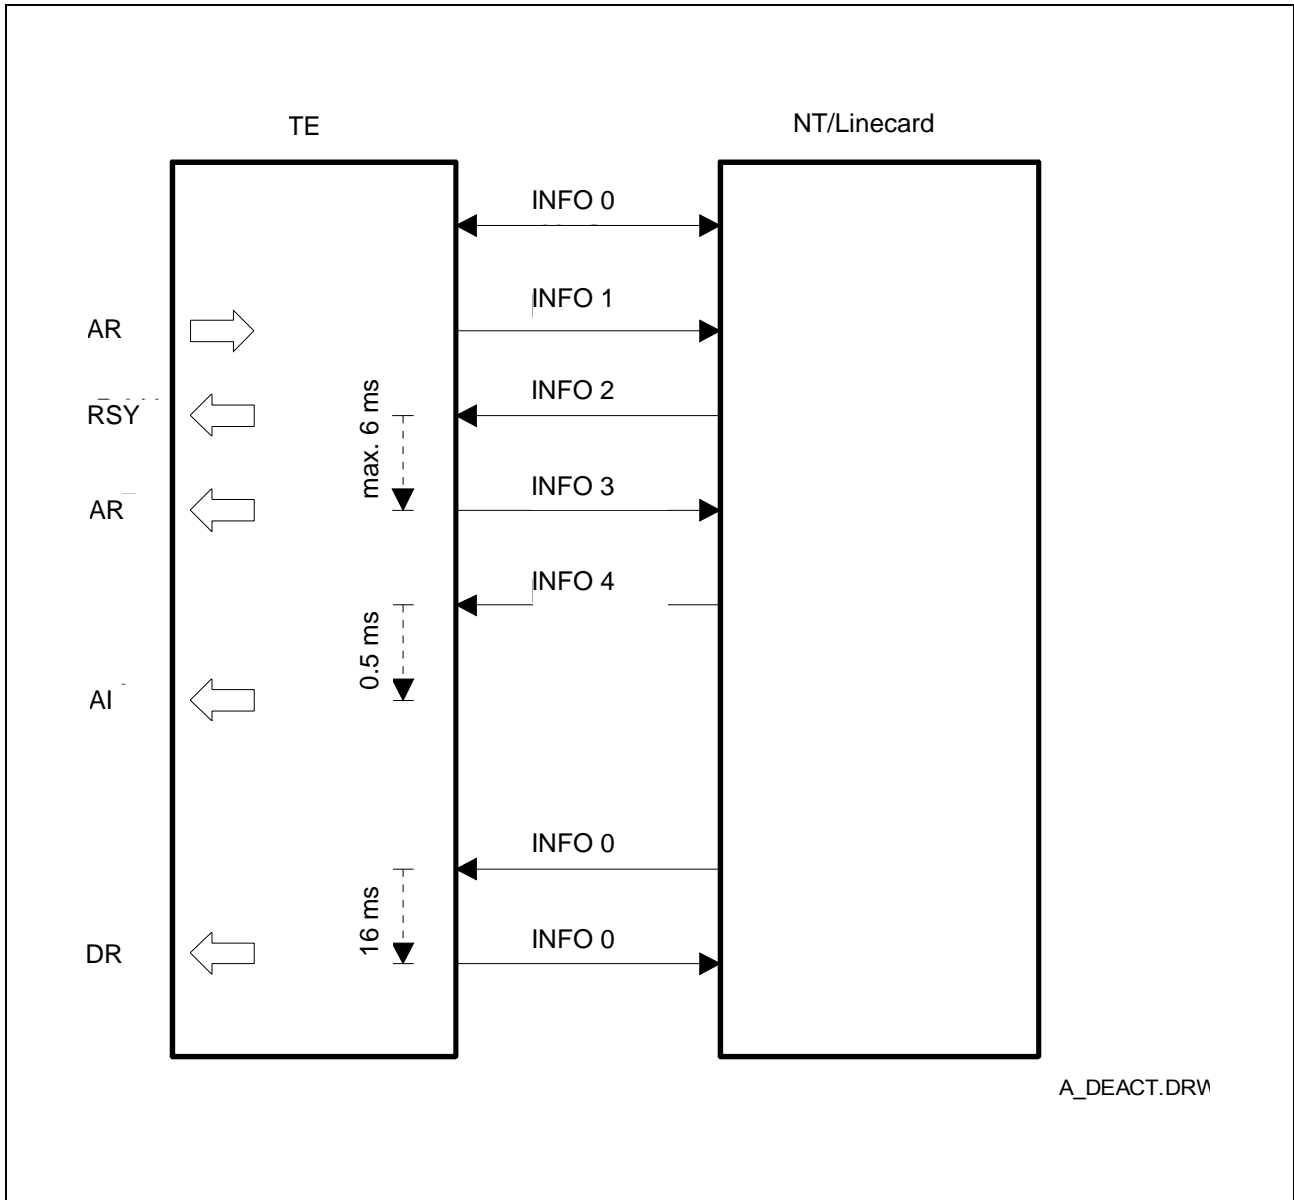 TE
NT/Linecard
INFO 0
INFO 1
AR
INFO 2
RSY
max. 6 ms
INFO 3
AR
INFO 4
0.5 ms
AI
INFO 0
16 ms
INFO 0
DR
A_DEACT.DRW